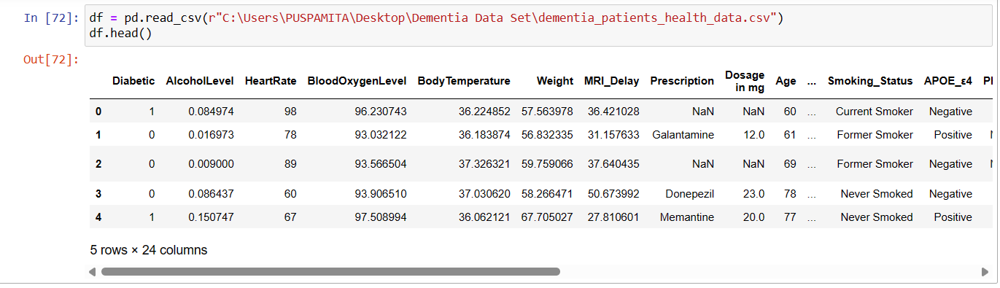 In [72]: df = pd.read_csv(r"C:\Users\PUSPAMITA\Desktop\Dementia Data Set\dementia_patients_health_data.csv")
df.head()
Out[72]:
Diabetic AlcoholLevel HeartRate BloodOxygenLevel BodyTemperature Weight MRI_Delay Prescription Dosage in mg Age ... Smoking_Status APOE_ε4
0 1 0.084974 98 96.230743 36.224852 57.563978 36.421028 NaN NaN 60 ... Current Smoker Negative
1 0 0.016973 78 93.032122 36.183874 56.832335 31.157633 Galantamine 12.0 61 ... Former Smoker Positive
2 0 0.009000 89 93.566504 37.326321 59.759066 37.640435 NaN NaN 69 ... Former Smoker Negative
3 0 0.086437 60 93.906510 37.030620 58.266471 50.673992 Donepezil 23.0 78 ... Never Smoked Negative
4 1 0.150747 67 97.508994 36.062121 67.705027 27.810601 Memantine 20.0 77 ... Never Smoked Positive
5 rows × 24 columns